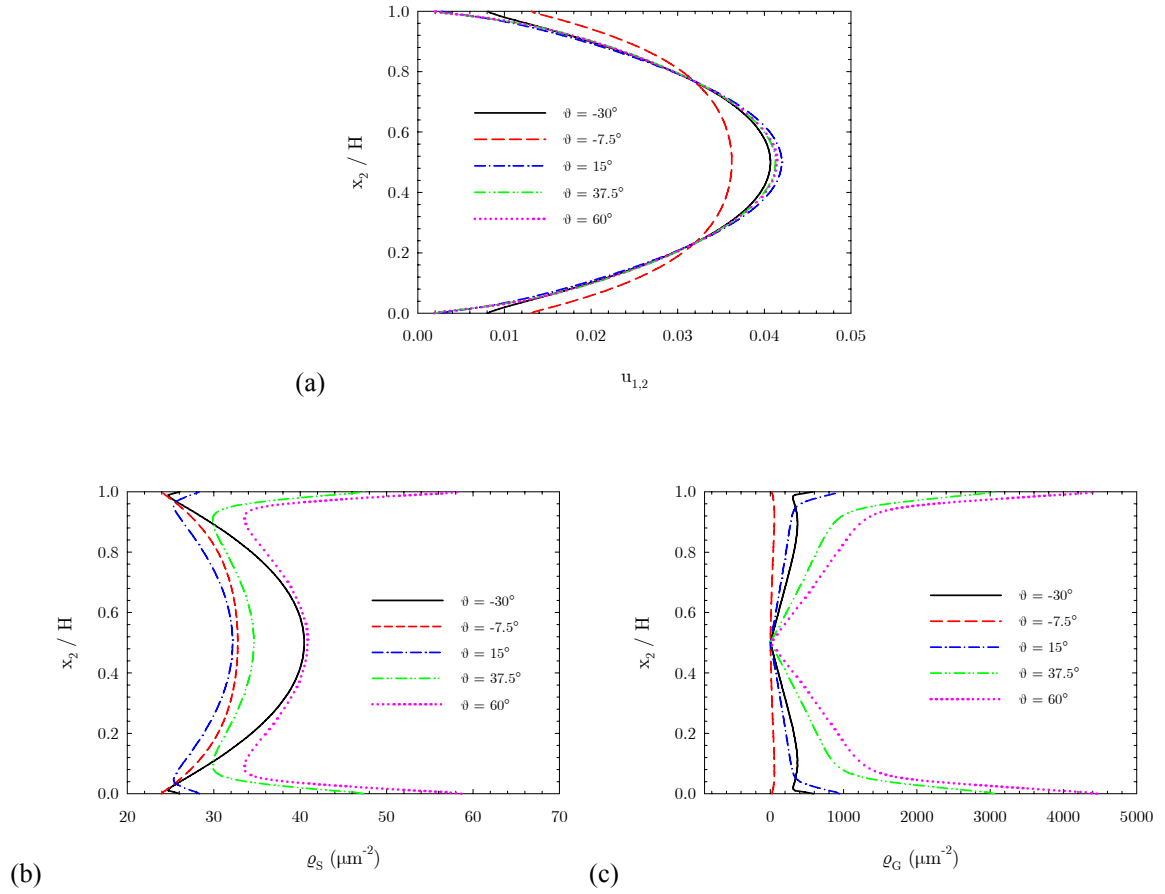 1.0
0.8
0.6
0.4
0.2
0.0
x2 / H
ϑ = -30°
ϑ = -7.5°
ϑ = 15°
ϑ = 37.5°
ϑ = 60°
0.00 0.01 0.02 0.03 0.04 0.05
(a) u1,2
1.0
0.8
0.6
0.4
0.2
0.0
x2 / H
ϑ = -30°
ϑ = -7.5°
ϑ = 15°
ϑ = 37.5°
ϑ = 60°
20 30 40 50 60 70
(b) ϱS (μm-2)
1.0
0.8
0.6
0.4
0.2
0.0
x2 / H
ϑ = -30°
ϑ = -7.5°
ϑ = 15°
ϑ = 37.5°
ϑ = 60°
0 1000 2000 3000 4000 5000
(c) ϱG (μm-2)